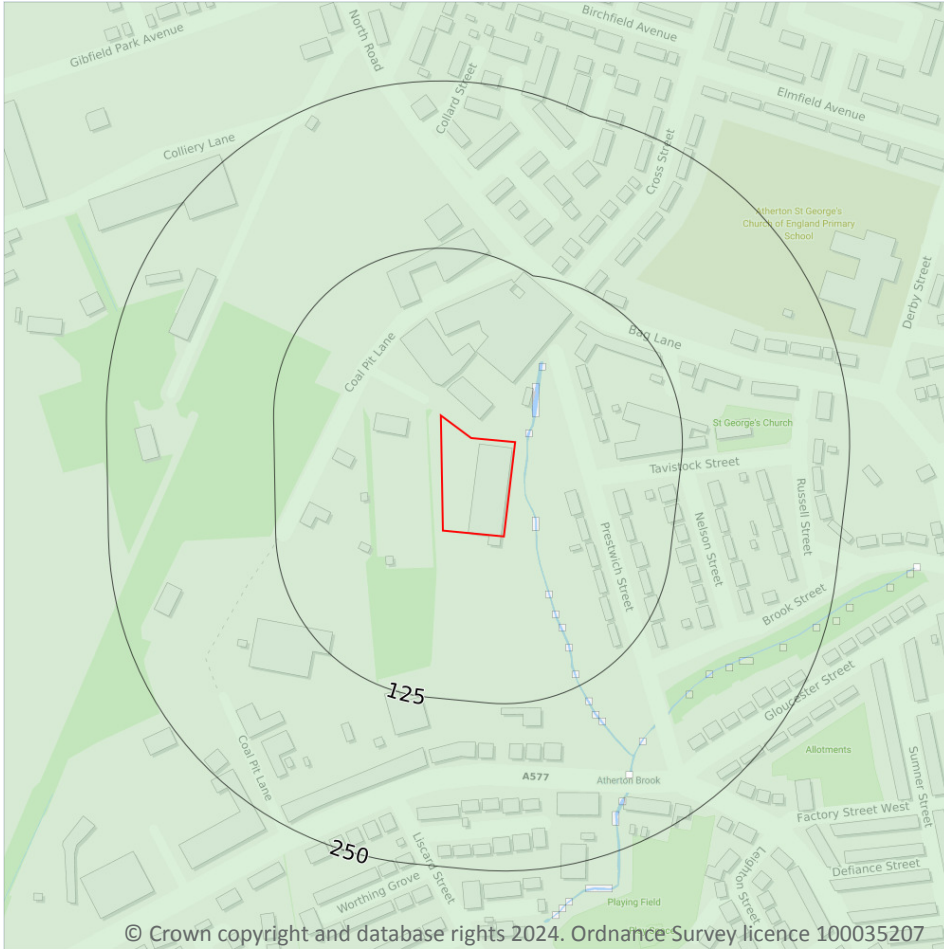 Birchfield Avenue
North Road
Gibfield Park Avenue
Collard Street
Elmfield Avenue
Colliery Lane
Cross Street
Atherton St George's
Church of England Primary
School
Derby Street
Bag Lane
Coal Pit Lane
St George's Church
Tavistock Street
Russell Street
Nelson Street
Prestwich Street
Brook Street
Gloucester Street
125
Coal Pit Lane
Allotments
Sumner Street
A577
Atherton Brook
Factory Street West
250
Liscard Street
Leighton Street
Defiance Street
Worthing Grove
Playing Field
© Crown copyright and database rights 2024. Ordnance Survey licence 100035207